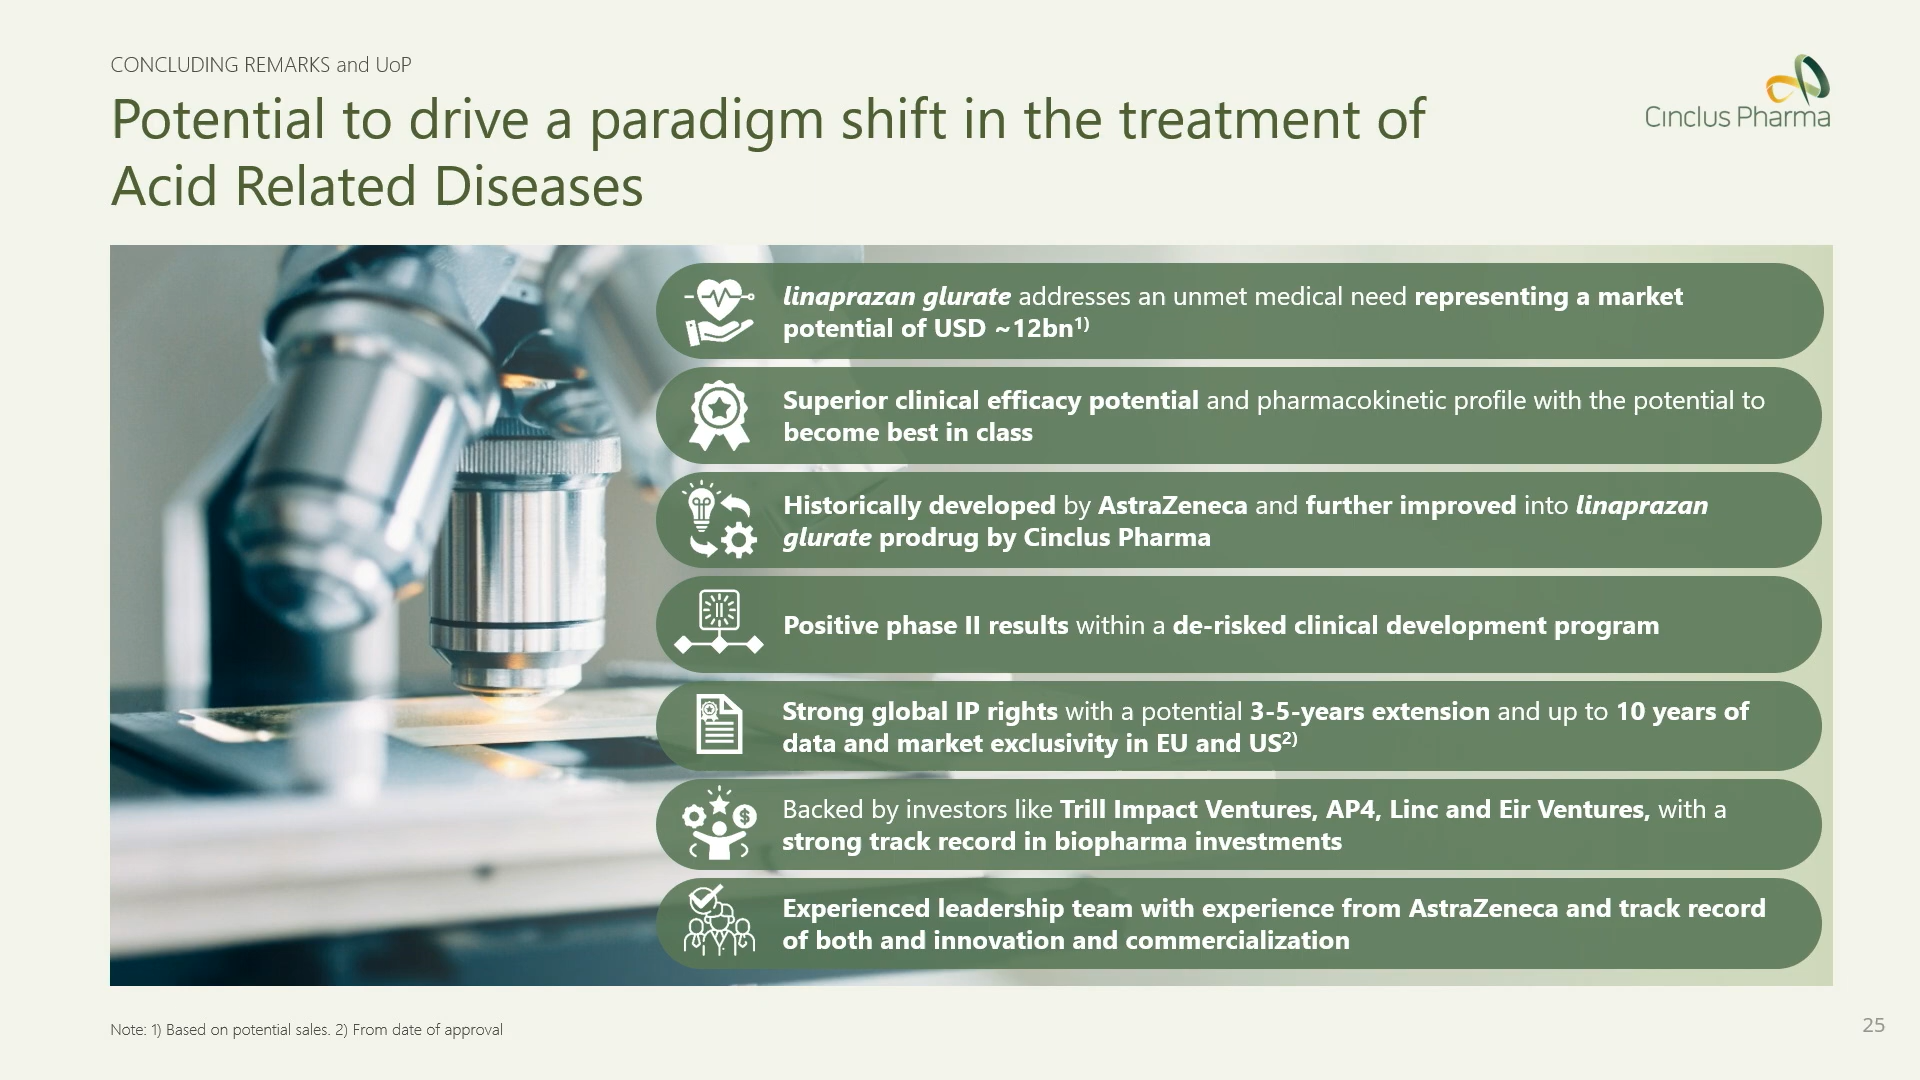 CONCLUDING REMARKS and UoP
Potential to drive a paradigm shift in the treatment of
Acid Related Diseases
Cinclus Pharma
linaprazan glurate addresses an unmet medical need representing a market
potential of USD ~12bn1)
Superior clinical efficacy potential and pharmacokinetic profile with the potential to
become best in class
Historically developed by AstraZeneca and further improved into linaprazan
glurate prodrug by Cinclus Pharma
II
Positive phase II results within a de-risked clinical development program
Strong global IP rights with a potential 3-5-years extension and up to 10 years of
data and market exclusivity in EU and US2)
$
Backed by investors like Trill Impact Ventures, AP4, Linc and Eir Ventures, with a
strong track record in biopharma investments
Experienced leadership team with experience from AstraZeneca and track record
of both and innovation and commercialization
Note: 1) Based on potential sales. 2) From date of approval
25